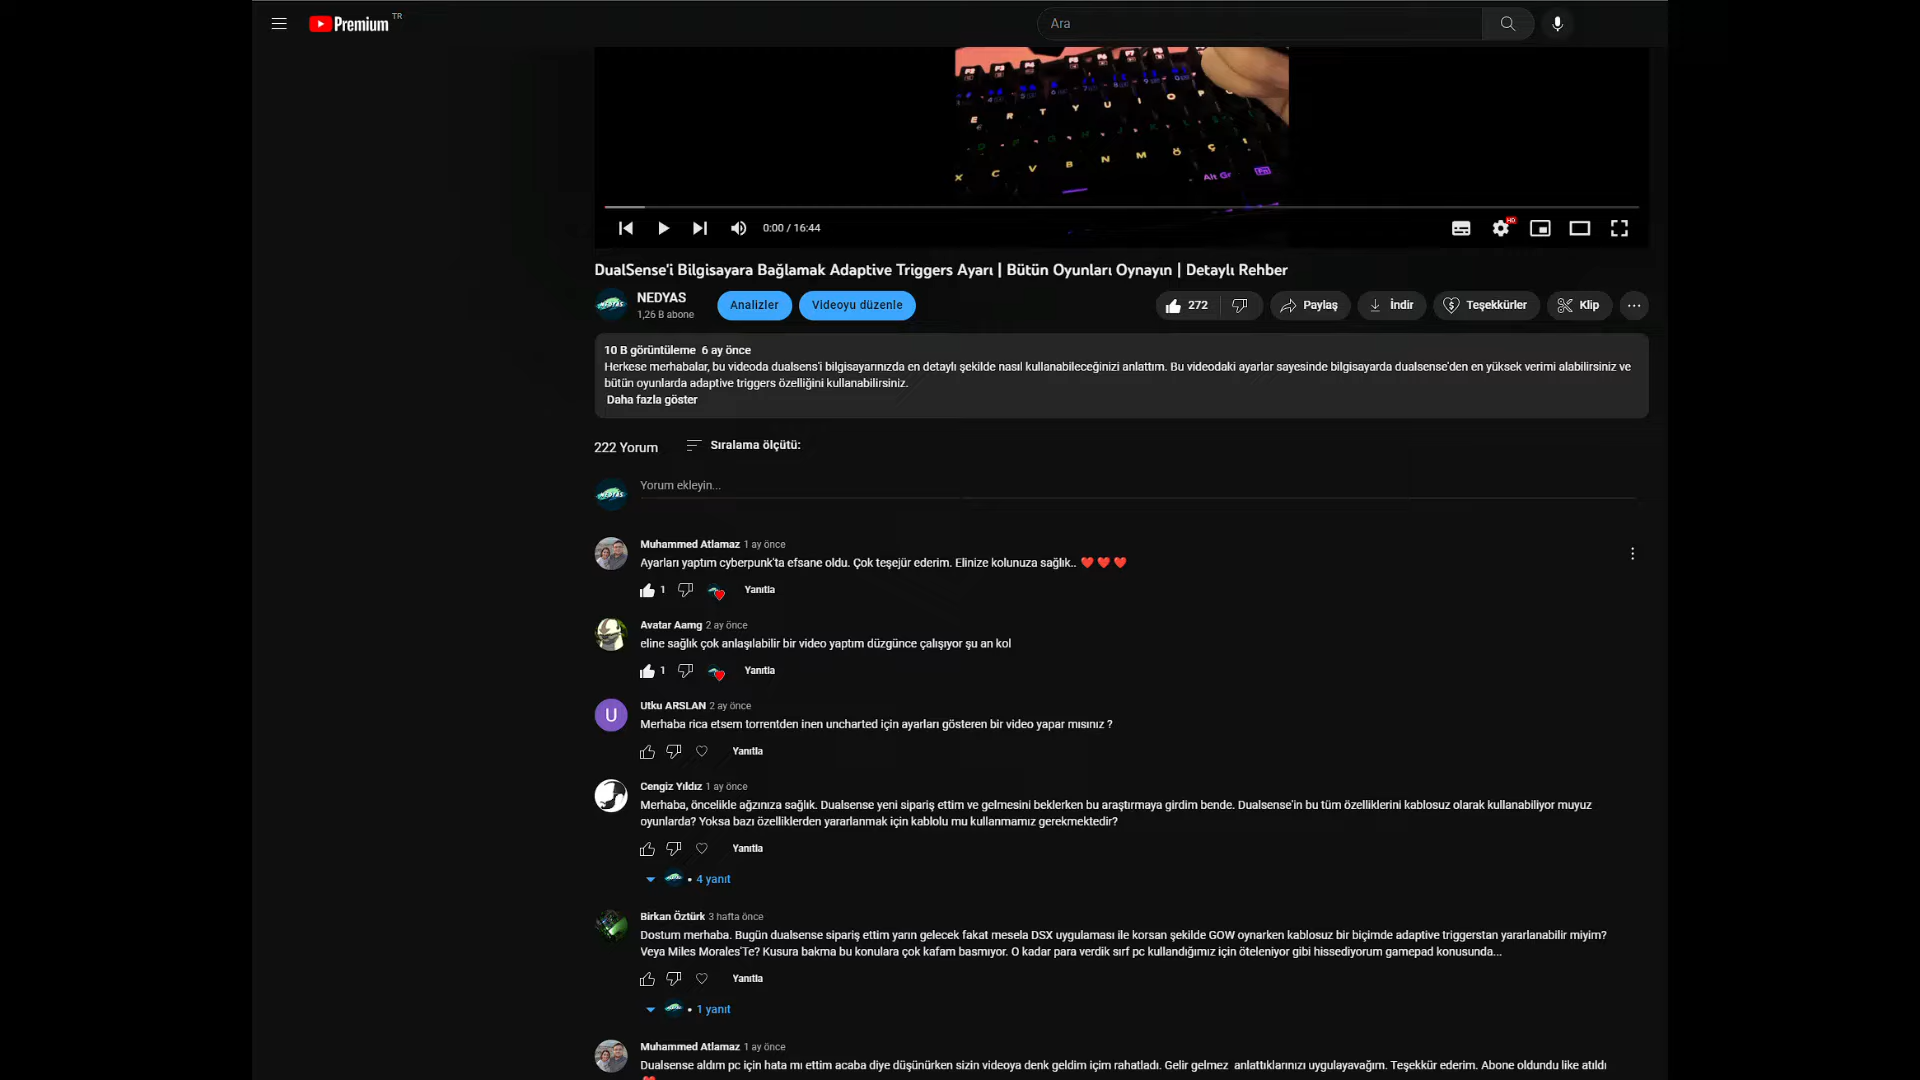 Premium TR
Ara
F2 F3 F4 F5 F6 F7
E R T Y U I O P
X C V B N M Ö Ç
Alt Gr Fn
0:00 / 16:44
HD
DualSense'i Bilgisayara Bağlamak Adaptive Triggers Ayarı | Bütün Oyunları Oynayın | Detaylı Rehber
NEDYAS
1,26 B abone
Analizler
Videoyu düzenle
272
Paylaş
İndir
Teşekkürler
Klip
10 B görüntüleme 6 ay önce
Herkese merhabalar, bu videoda dualsens'i bilgisayarınızda en detaylı şekilde nasıl kullanabileceğinizi anlattım. Bu videodaki ayarlar sayesinde bilgisayarda dualsense'den en yüksek verimi alabilirsiniz ve
bütün oyunlarda adaptive triggers özelliğini kullanabilirsiniz.
Daha fazla göster
222 Yorum
Sıralama ölçütü:
NEDYAS
Yorum ekleyin...
Muhammed Atlamaz 1 ay önce
Ayarları yaptım cyberpunk'ta efsane oldu. Çok teşejür ederim. Elinize kolunuza sağlık.. ❤️ ❤️ ❤️
1
Yanıtla
Avatar Aamg 2 ay önce
eline sağlık çok anlaşılabilir bir video yaptım düzgünce çalışıyor şu an kol
1
Yanıtla
U
Utku ARSLAN 2 ay önce
Merhaba rica etsem torrentden inen uncharted için ayarları gösteren bir video yapar mısınız ?
Yanıtla
Cengiz Yıldız 1 ay önce
Merhaba, öncelikle ağzınıza sağlık. Dualsense yeni sipariş ettim ve gelmesini beklerken bu araştırmaya girdim bende. Dualsense'in bu tüm özelliklerini kablosuz olarak kullanabiliyor muyuz
oyunlarda? Yoksa bazı özelliklerden yararlanmak için kablolu mu kullanmamız gerekmektedir?
Yanıtla
• 4 yanıt
Birkan Öztürk 3 hafta önce
Dostum merhaba. Bugün dualsense sipariş ettim yarın gelecek fakat mesela DSX uygulaması ile korsan şekilde GOW oynarken kablosuz bir biçimde adaptive triggerstan yararlanabilir miyim?
Veya Miles Morales'Te? Kusura bakma bu konulara çok kafam basmıyor. O kadar para verdik sırf pc kullandığımız için öteleniyor gibi hissediyorum gamepad konusunda...
Yanıtla
• 1 yanıt
Muhammed Atlamaz 1 ay önce
Dualsense aldım pc için hata mı ettim acaba diye düşünürken sizin videoya denk geldim içim rahatladı. Gelir gelmez anlattıklarınızı uygulayavağım. Teşekkür ederim. Abone oldundu like atıldı